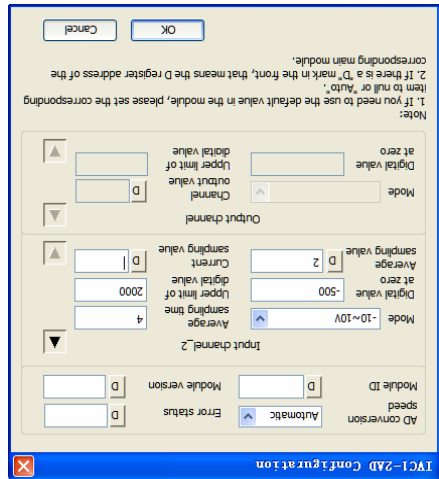 IVC1-2AD Configuration
AD conversion speed Automatic Error status D
Module ID D Module version D
Input channel_2
Mode -10~10V Average sampling time 4
Digital value at zero -500 Upper limit of digital value 2000
Average sampling value D 2 Current sampling value D
Output channel
Mode Channel output value D
Digital value at zero Upper limit of digital value
Note:
1. If you need to use the default value in the module, please set the corresponding
item to null or "Auto".
2. If there is a "D" mark in the front, that means the D register address of the
corresponding main module.
OK Cancel